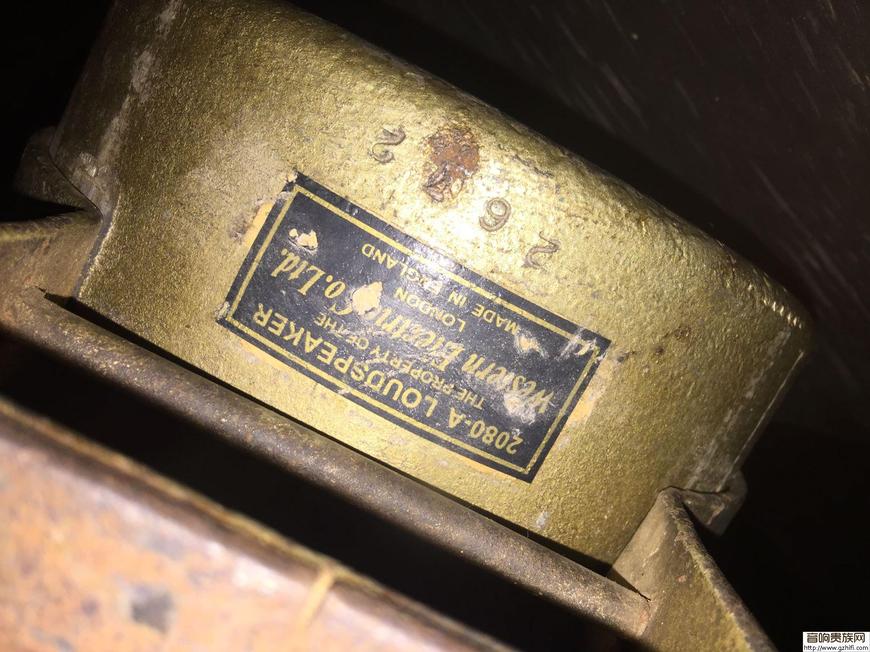 2080-A LOUDSPEAKER
THE PROPERTY OF THE
Western Electric Co. Ltd.
LONDON
MADE IN ENGLAND
音响贵族网
http://www.gzhifi.com